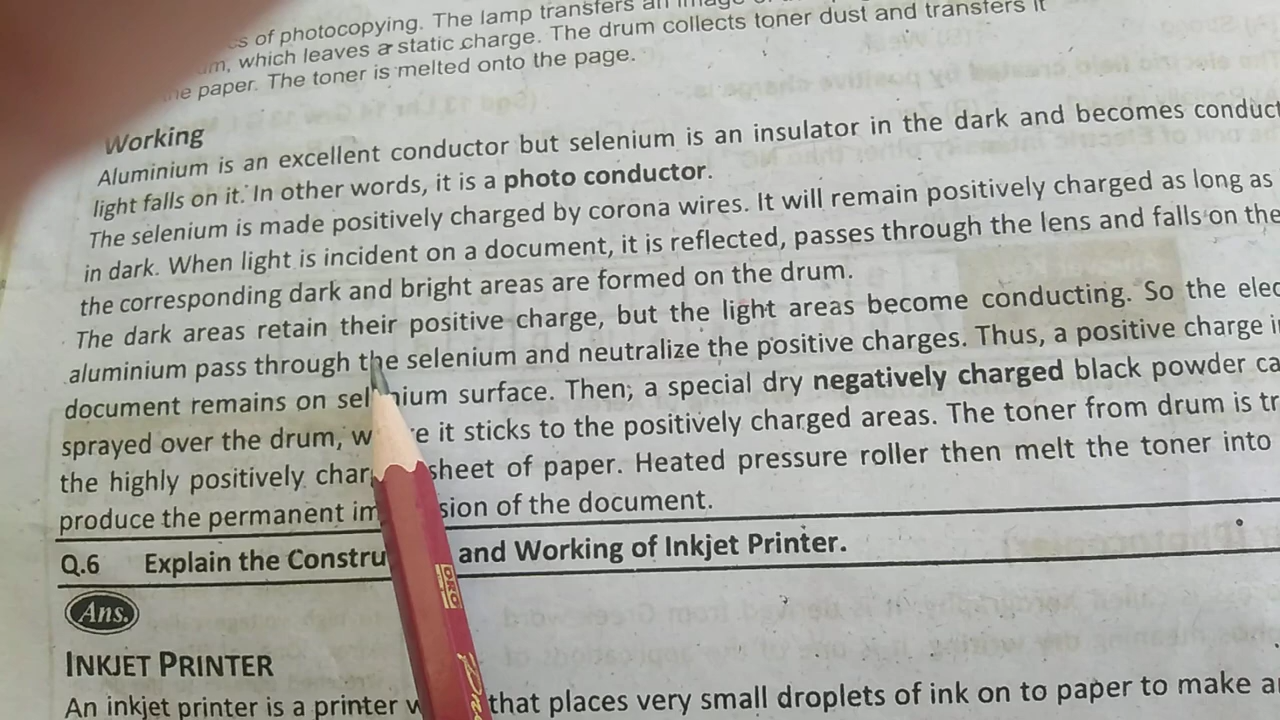 of photocopying. The lamp transfers an
which leaves a static charge. The drum collects toner dust and transfers it
paper. The toner is melted onto the page.
Working
Aluminium is an excellent conductor but selenium is an insulator in the dark and becomes conduct
light falls on it. In other words, it is a photo conductor.
The selenium is made positively charged by corona wires. It will remain positively charged as long as
in dark. When light is incident on a document, it is reflected, passes through the lens and falls on the
the corresponding dark and bright areas are formed on the drum.
The dark areas retain their positive charge, but the light areas become conducting. So the elec
aluminium pass through the selenium and neutralize the positive charges. Thus, a positive charge
document remains on selenium surface. Then, a special dry negatively charged black powder ca
sprayed over the drum, it sticks to the positively charged areas. The toner from drum is tr
the highly positively sheet of paper. Heated pressure roller then melt the toner into
produce the permanent of the document.
Q.6 Explain the Constru and Working of Inkjet Printer.
Ans.
INKJET PRINTER
An inkjet printer is a printer that places very small droplets of ink on to paper to make